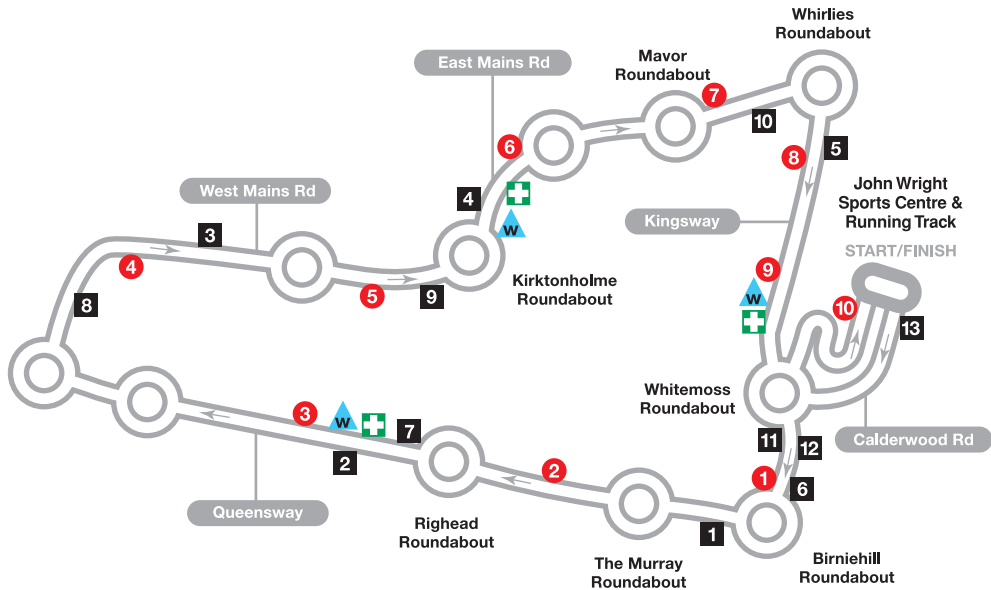 Whirlies
Roundabout
Mavor
Roundabout
East Mains Rd
7
10
6
8
5
West Mains Rd
4
John Wright
Sports Centre &
Running Track
START/FINISH
Kingsway
3
W
4
Kirktonholme
Roundabout
5
9
9
W
10
13
8
Whitemoss
Roundabout
3
W
7
2
11
12
Calderwood Rd
2
1
6
Queensway
Righead
Roundabout
1
The Murray
Roundabout
Birniehill
Roundabout